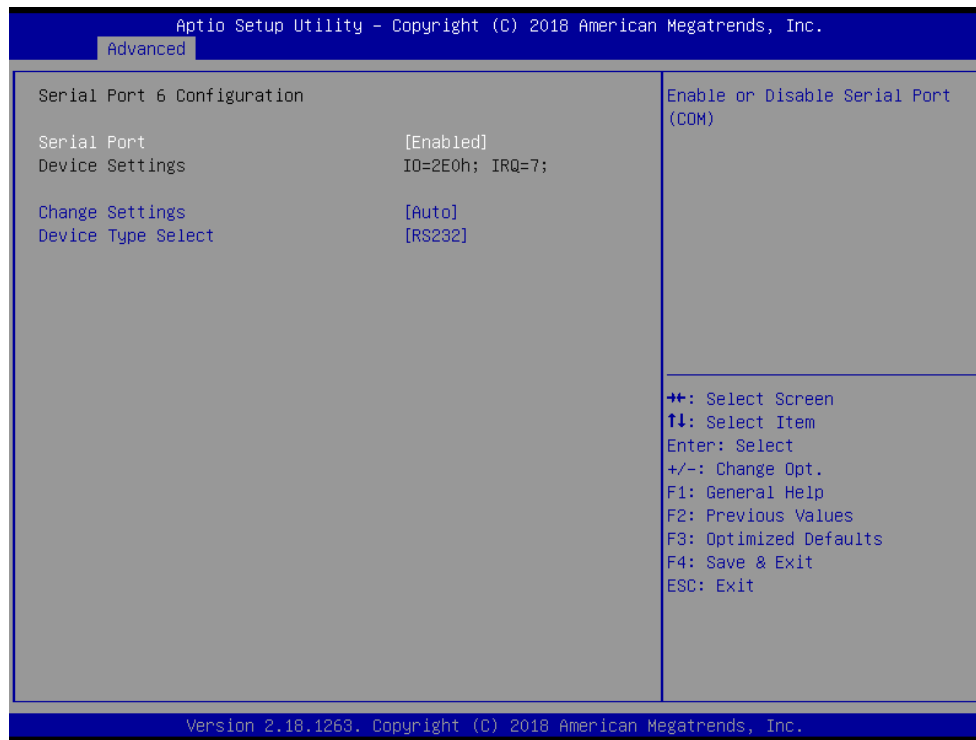 Aptio Setup Utility – Copyright (C) 2018 American Megatrends, Inc.
Advanced
Serial Port 6 Configuration
Serial Port [Enabled]
Device Settings IO=2E0h; IRQ=7;
Change Settings [Auto]
Device Type Select [RS232]
Enable or Disable Serial Port
(COM)
→←: Select Screen
↑↓: Select Item
Enter: Select
+/-: Change Opt.
F1: General Help
F2: Previous Values
F3: Optimized Defaults
F4: Save & Exit
ESC: Exit
Version 2.18.1263. Copyright (C) 2018 American Megatrends, Inc.